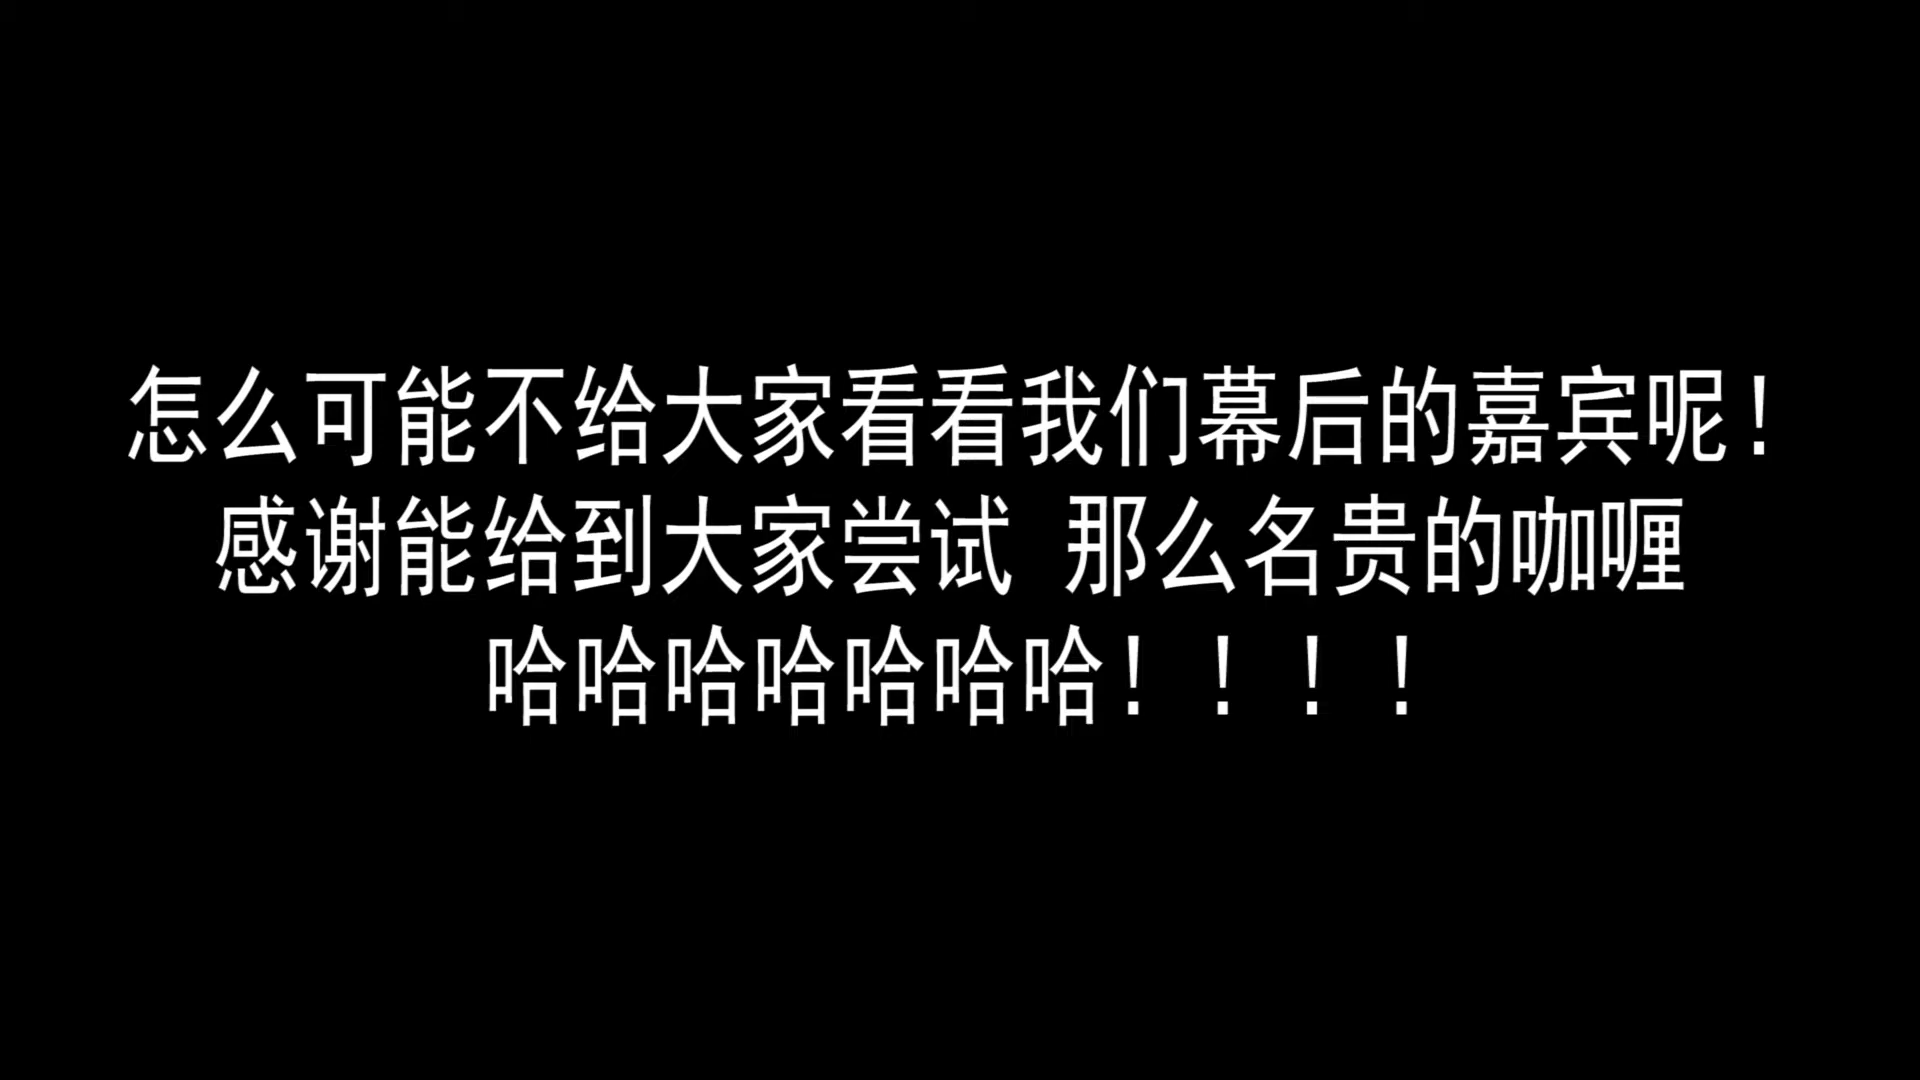 怎么可能不给大家看看我们幕后的嘉宾呢！
感谢能给到大家尝试 那么名贵的咖喱
哈哈哈哈哈哈哈！！！！